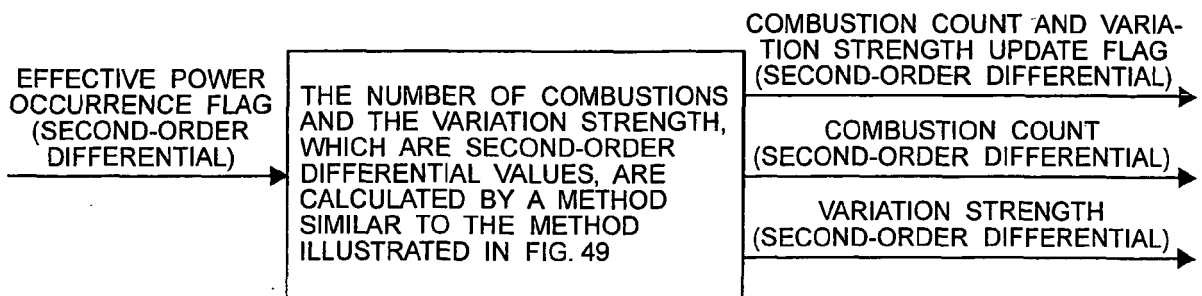 EFFECTIVE POWER
OCCURRENCE FLAG
(SECOND-ORDER
DIFFERENTIAL)
THE NUMBER OF COMBUSTIONS
AND THE VARIATION STRENGTH,
WHICH ARE SECOND-ORDER
DIFFERENTIAL VALUES, ARE
CALCULATED BY A METHOD
SIMILAR TO THE METHOD
ILLUSTRATED IN FIG. 49
COMBUSTION COUNT AND VARIA-
TION STRENGTH UPDATE FLAG
(SECOND-ORDER DIFFERENTIAL)
COMBUSTION COUNT
(SECOND-ORDER DIFFERENTIAL)
VARIATION STRENGTH
(SECOND-ORDER DIFFERENTIAL)